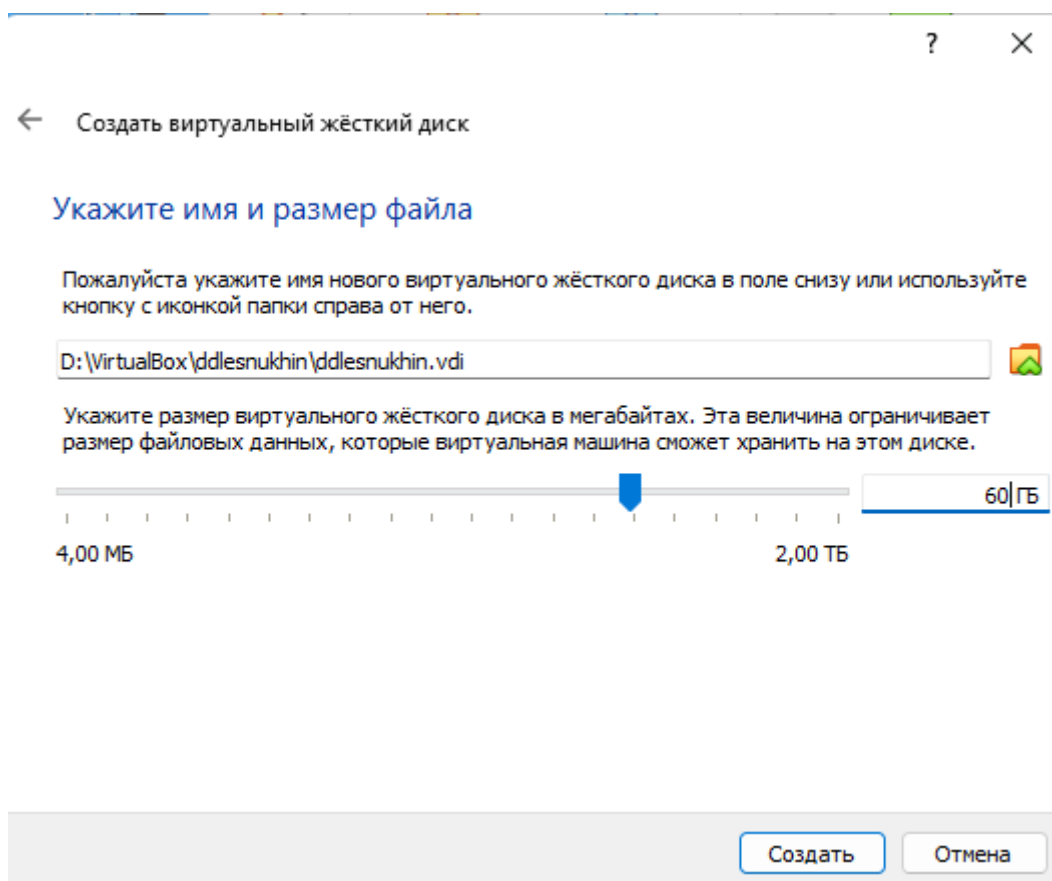 ?
Создать виртуальный жёсткий диск
Укажите имя и размер файла
Пожалуйста укажите имя нового виртуального жёсткого диска в поле снизу или используйте
кнопку с иконкой папки справа от него.
D:\VirtualBox\ddlesnukhin\ddlesnukhin.vdi
Укажите размер виртуального жёсткого диска в мегабайтах. Эта величина ограничивает
размер файловых данных, которые виртуальная машина сможет хранить на этом диске.
60 ГБ
4,00 МБ 2,00 ТБ
Создать Отмена